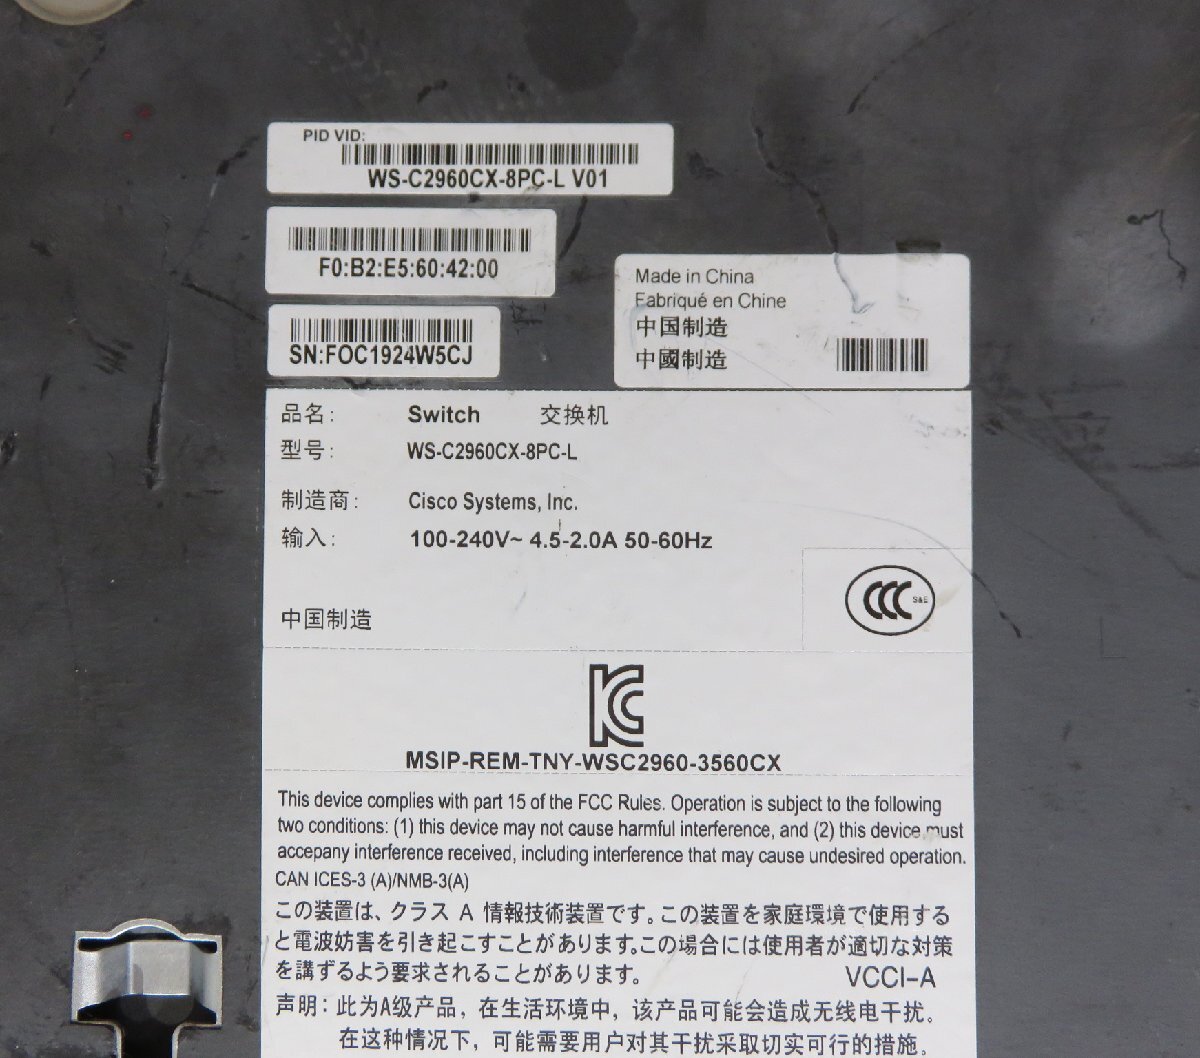 PID VID:
WS-C2960CX-8PC-L V01
F0:B2:E5:60:42:00
SN:FOC1924W5CJ
Made in China
Fabriqué en Chine
中国制造
中國制造
品名: Switch 交换机
型号: WS-C2960CX-8PC-L
制造商: Cisco Systems, Inc.
输入: 100-240V~ 4.5-2.0A 50-60Hz
中国制造
CCC S&E
KC
MSIP-REM-TNY-WSC2960-3560CX
This device complies with part 15 of the FCC Rules. Operation is subject to the following
two conditions: (1) this device may not cause harmful interference, and (2) this device must
accepany interference received, including interference that may cause undesired operation.
CAN ICES-3 (A)/NMB-3(A)
この装置は、クラス A 情報技術装置です。この装置を家庭環境で使用する
と電波妨害を引き起こすことがあります。この場合には使用者が適切な対策
を講ずるよう要求されることがあります。 VCCI-A
声明: 此为A级产品，在生活环境中，该产品可能会造成无线电干扰。
在这种情况下，可能需要用户对其干扰采取切实可行的措施。